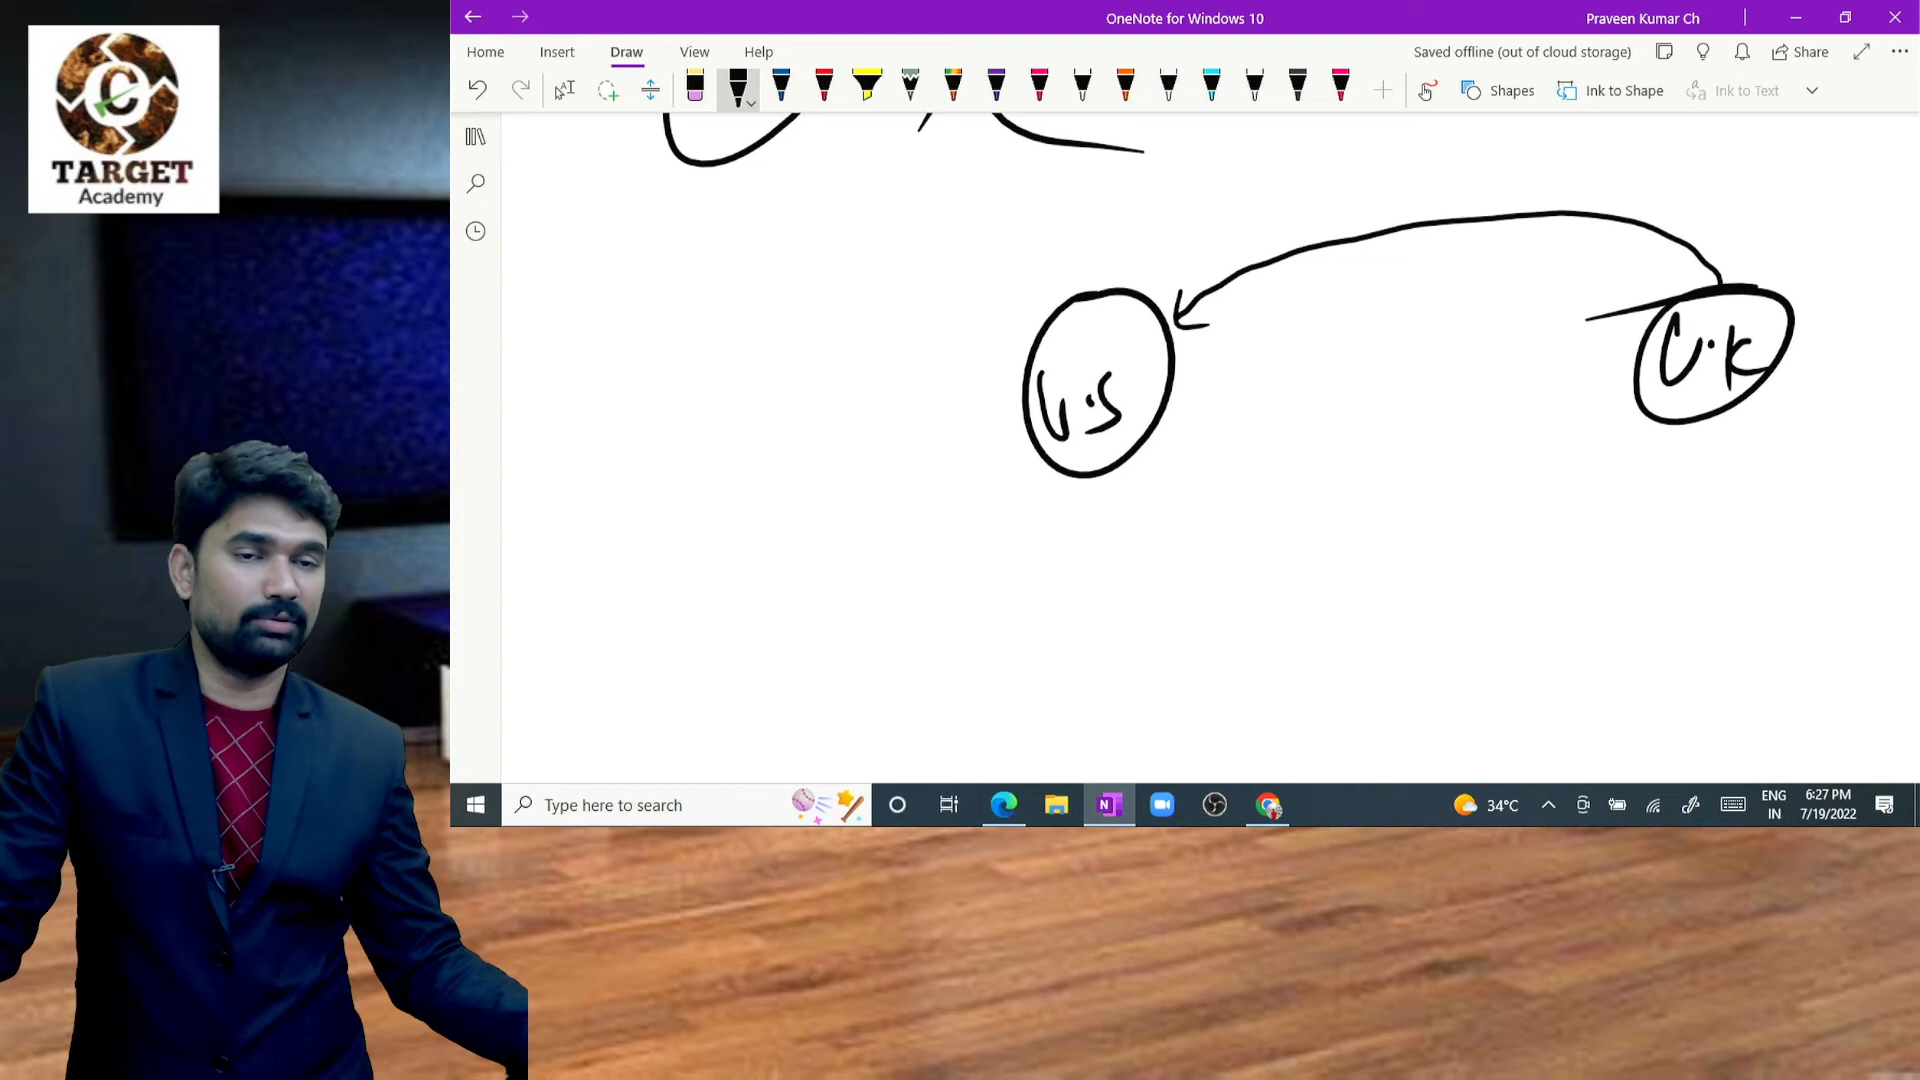 OneNote for Windows 10
Praveen Kumar Ch
Home Insert Draw View Help
Saved offline (out of cloud storage)
Share
Shapes
Ink to Shape
Ink to Text
TARGET
Academy
U.S
U.K
Type here to search
34°C
ENG
IN
6:27 PM
7/19/2022